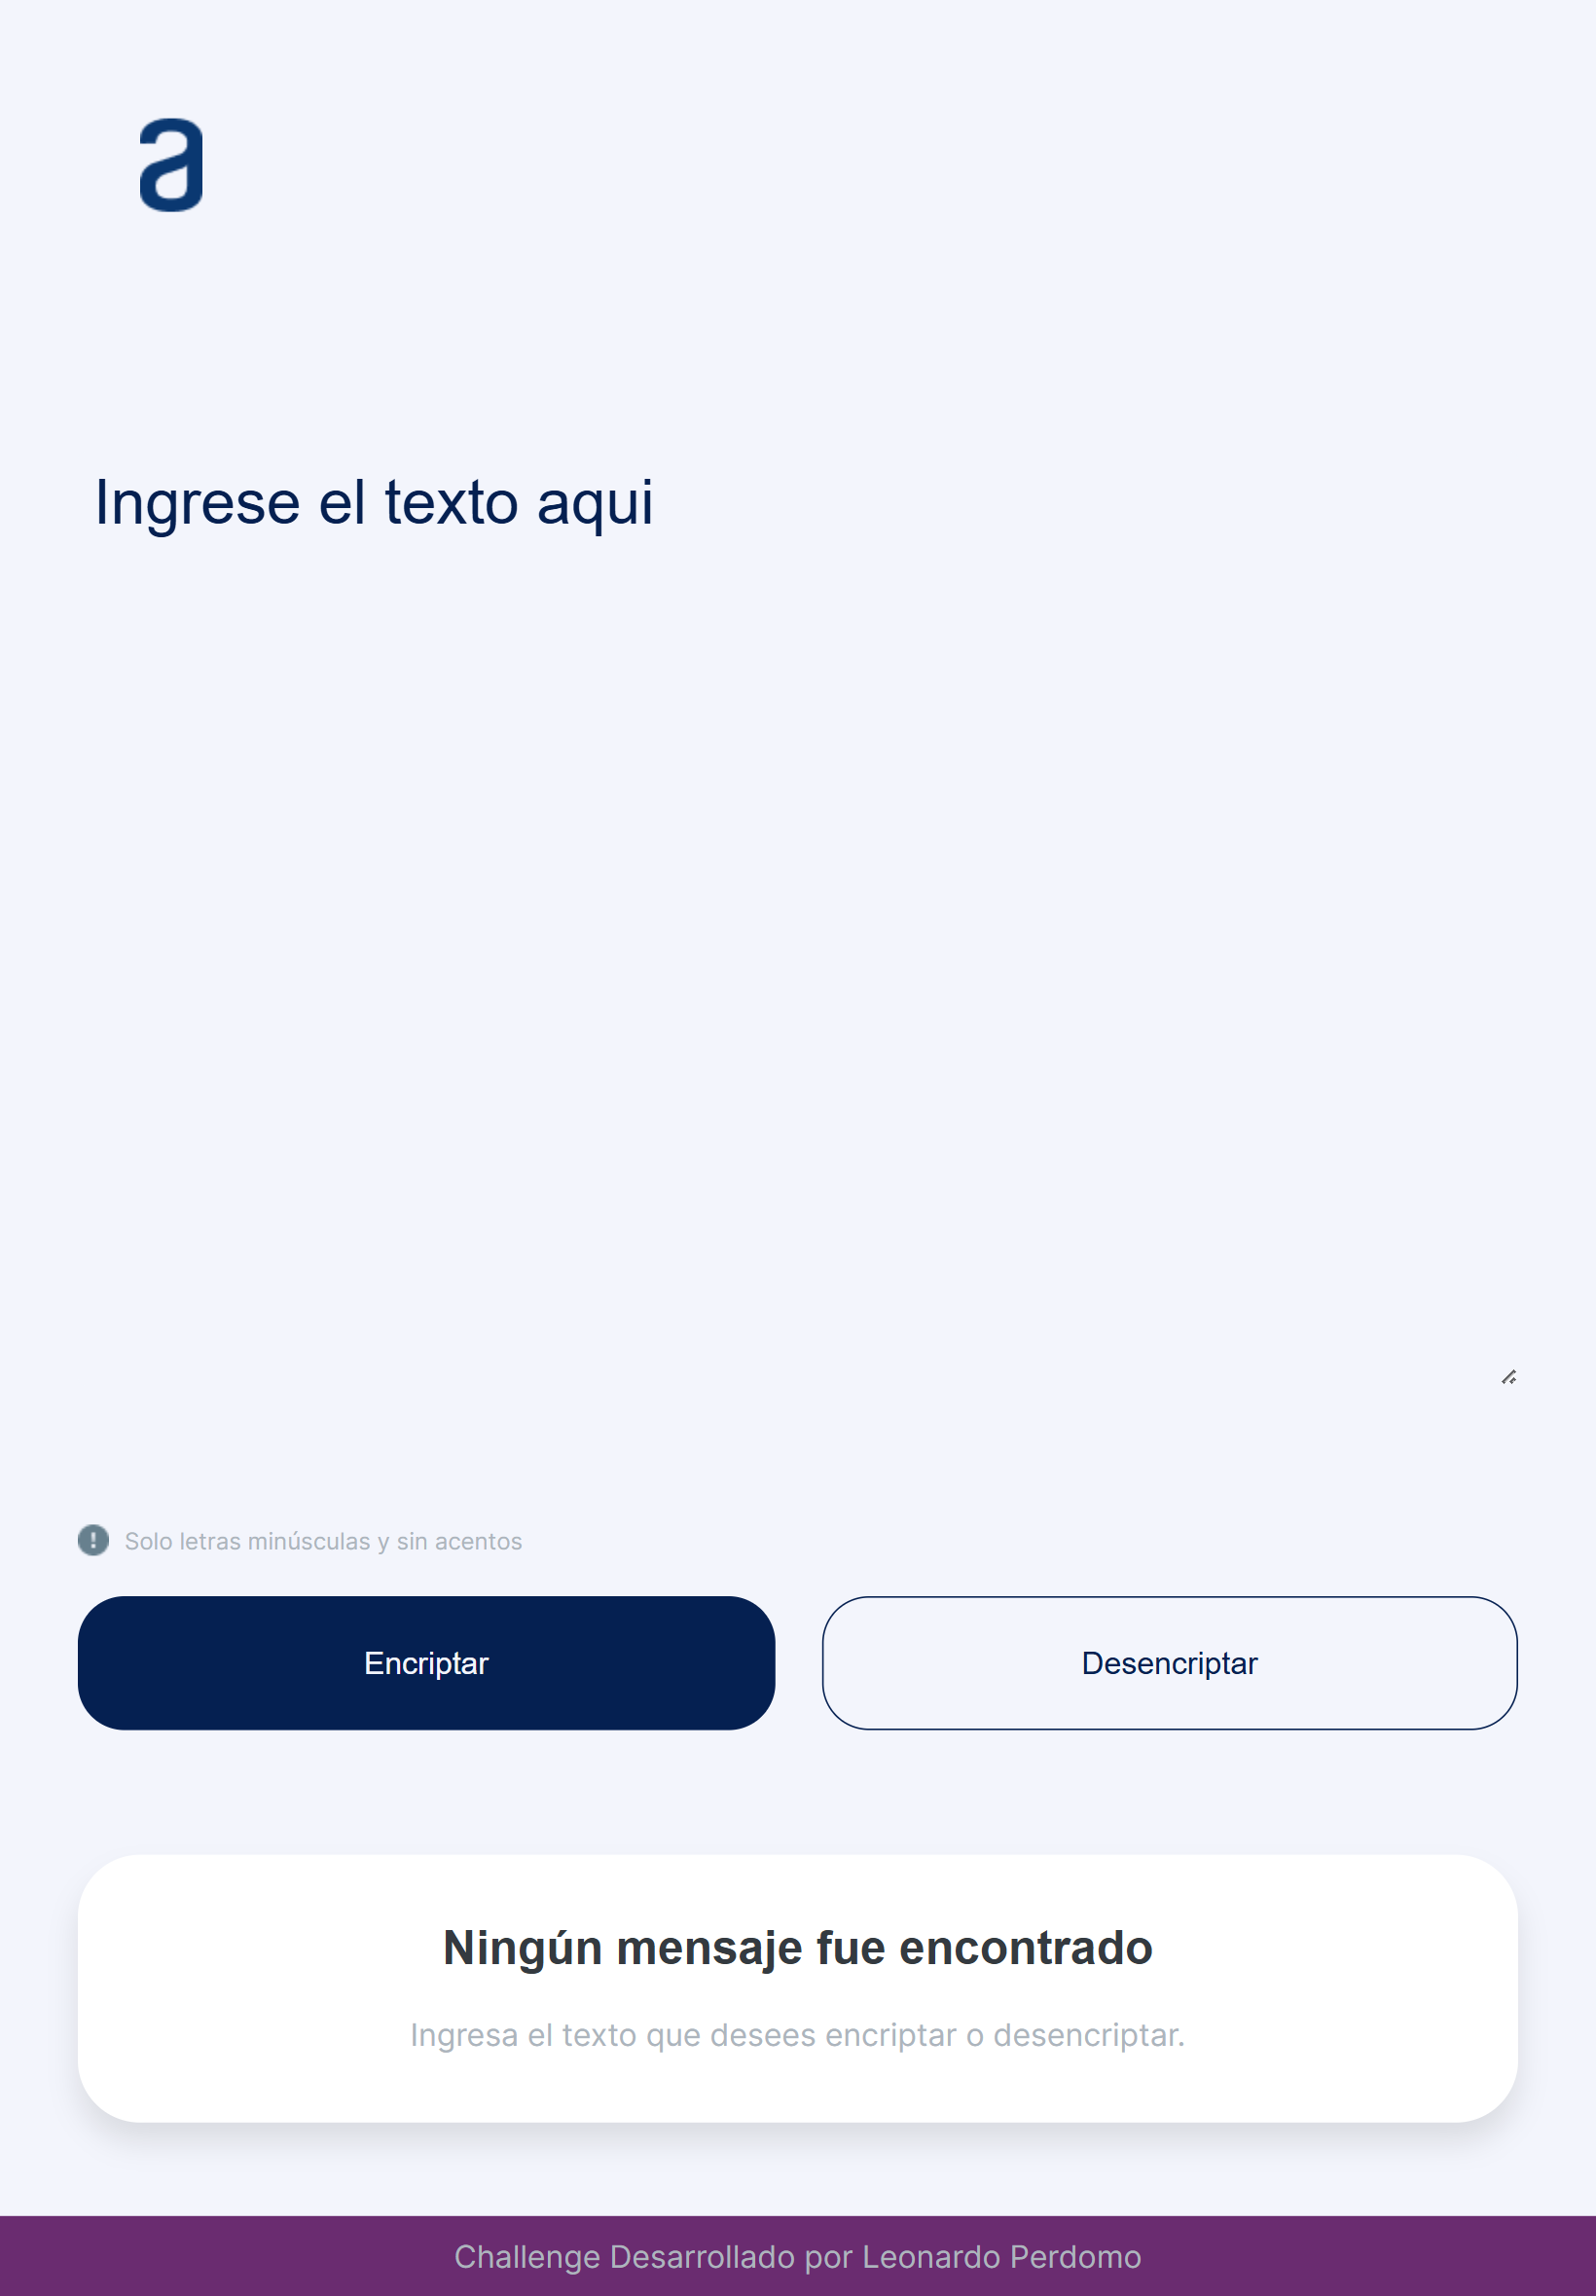 a
Ingrese el texto aqui
Solo letras minúsculas y sin acentos
Encriptar
Desencriptar
Ningún mensaje fue encontrado
Ingresa el texto que desees encriptar o desencriptar.
Challenge Desarrollado por Leonardo Perdomo